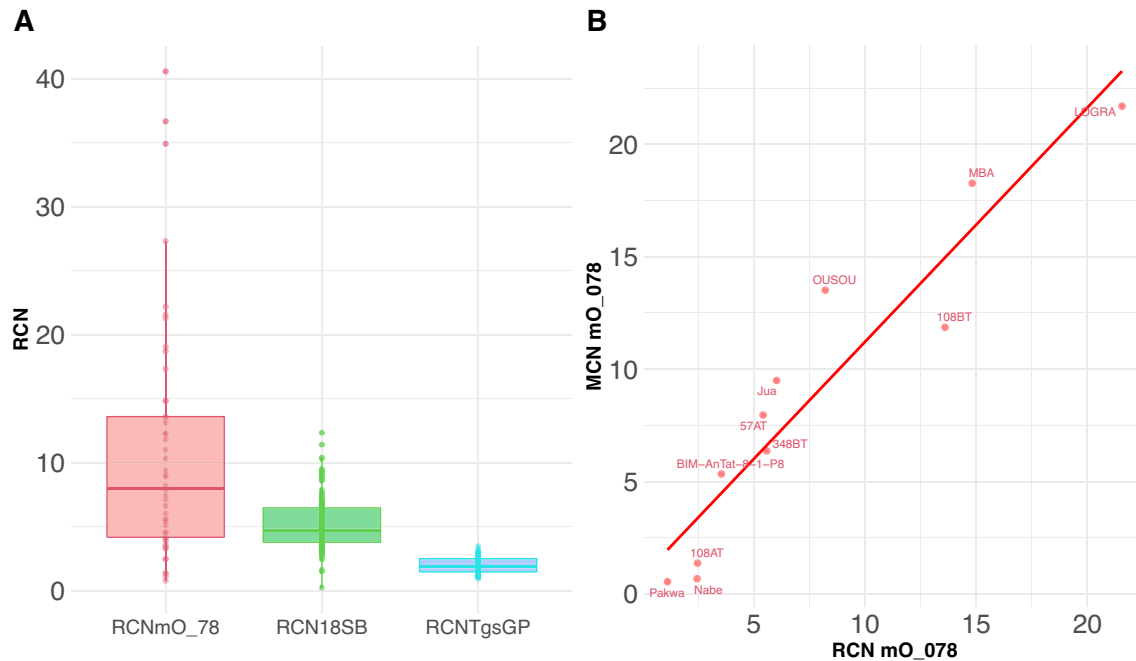 A
RCN
40
30
20
10
0
RCNmO_78
RCN18SB
RCNTgsGP
B
MCN mO_078
20
15
10
5
0
LOGRA
MBA
OUSOU
108BT
Jua
57AT
348BT
BIM−AnTat−8−1−P8
108AT
Pakwa
Nabe
5
10
15
20
RCN mO_078